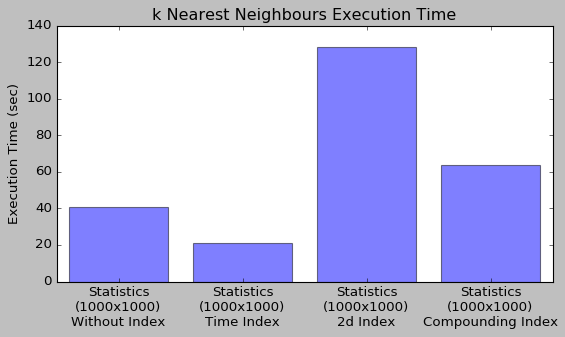 k Nearest Neighbours Execution Time
Execution Time (sec)
140
120
100
80
60
40
20
0
Statistics
(1000x1000)
Without Index
Statistics
(1000x1000)
Time Index
Statistics
(1000x1000)
2d Index
Statistics
(1000x1000)
Compounding Index